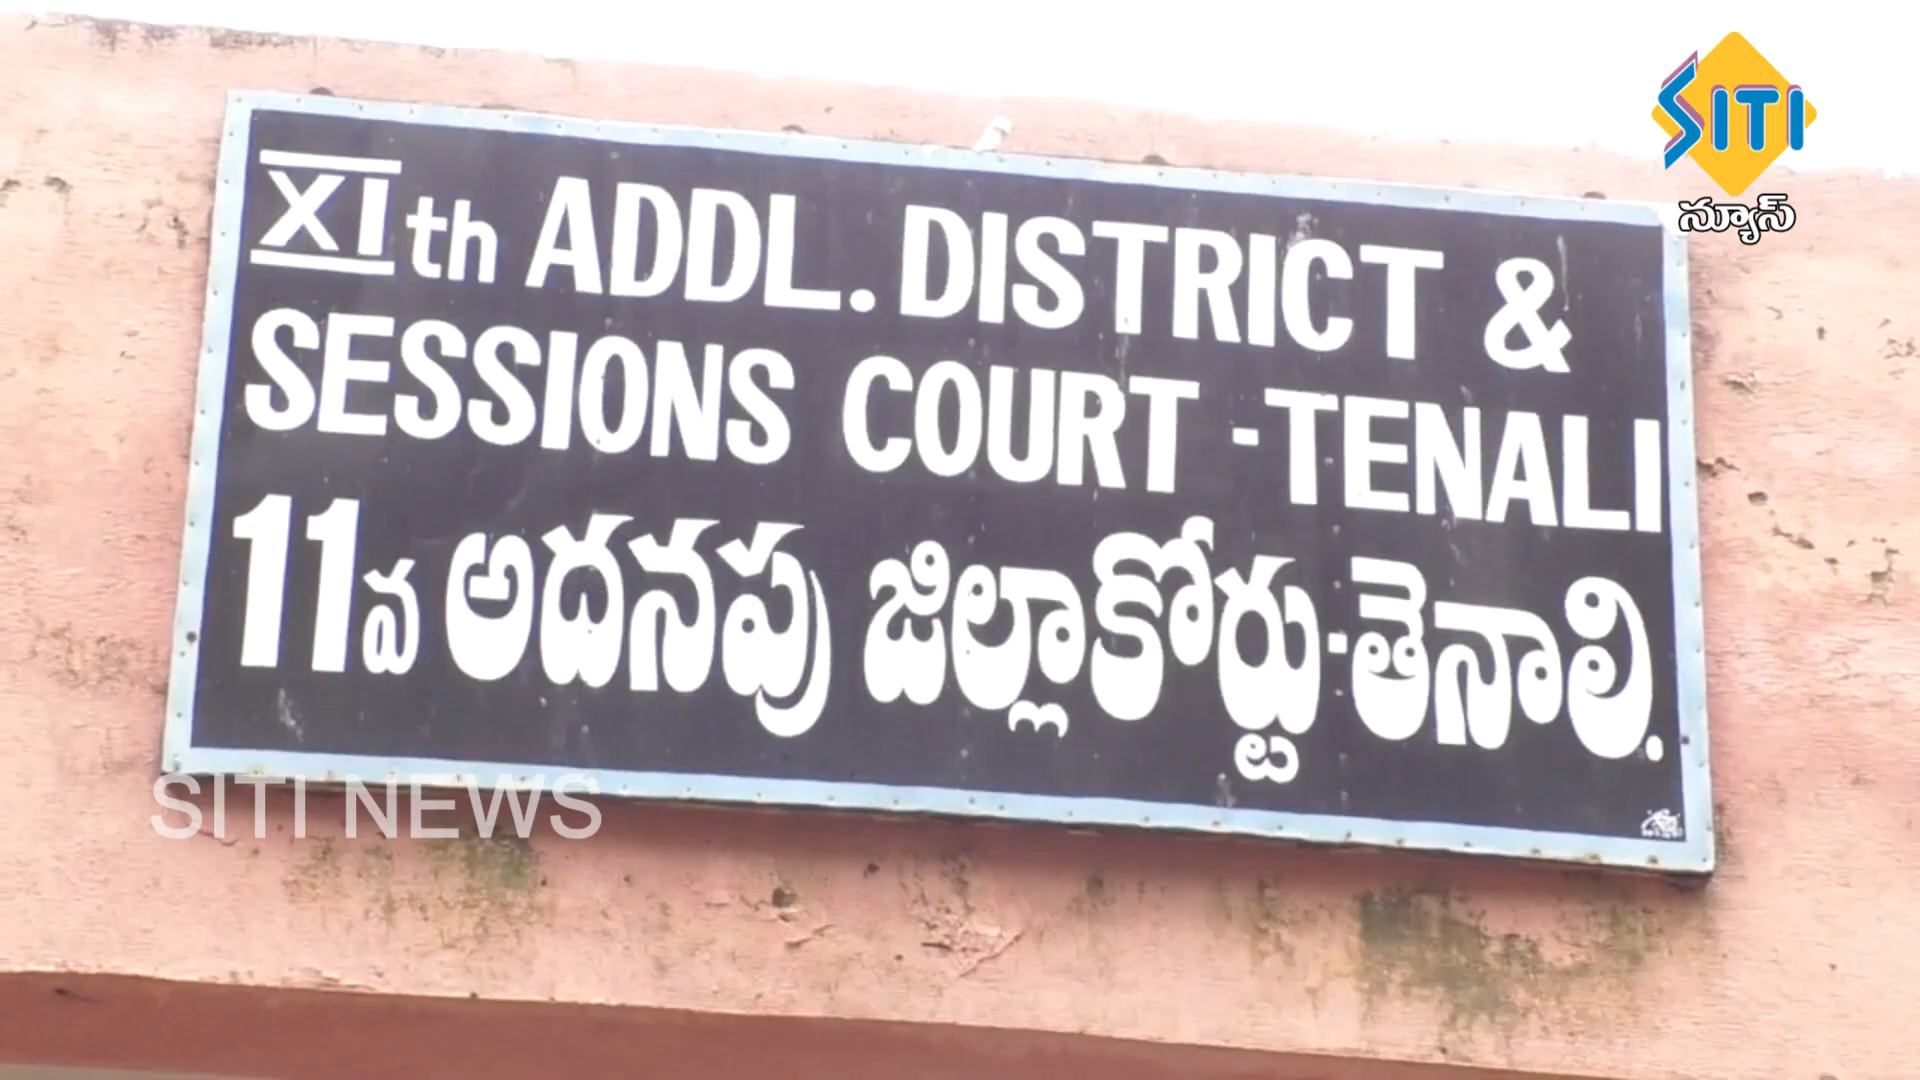 SITI
న్యూస్
XIth ADDL. DISTRICT &
SESSIONS COURT - TENALI
11వ అదనపు జిల్లాకోర్టు-తెనాలి.
SITI NEWS